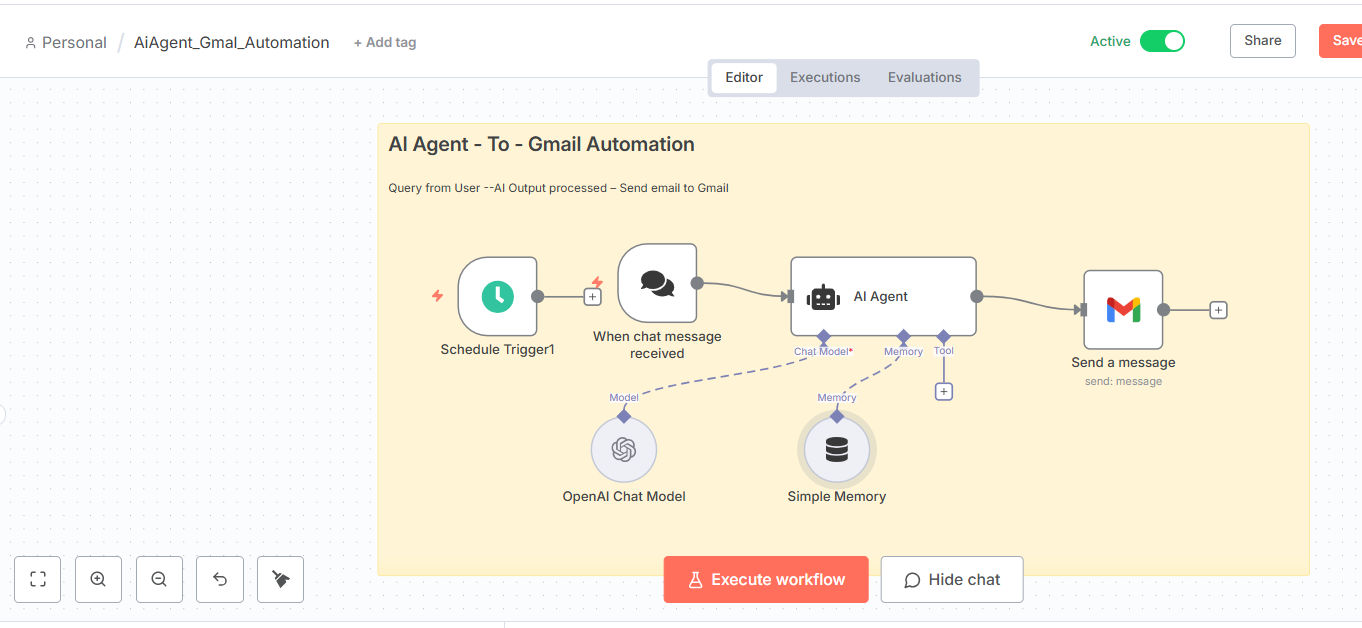 Personal / AiAgent_Gmal_Automation + Add tag
Active
Share
Save
Editor Executions Evaluations
AI Agent - To - Gmail Automation
Query from User --AI Output processed – Send email to Gmail
Schedule Trigger1
When chat message
received
AI Agent
Chat Model*
Memory
Tool
Send a message
send: message
Model
Memory
OpenAI Chat Model
Simple Memory
Execute workflow
Hide chat